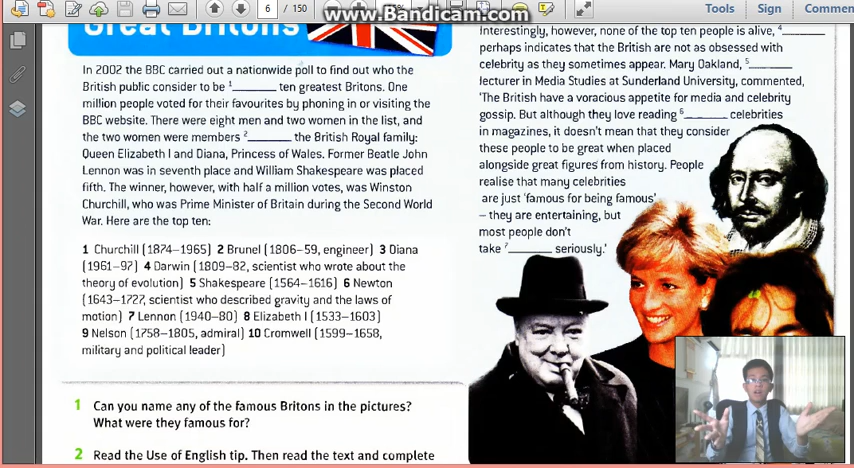 6 / 150
Tools
Sign
Commen
www.Bandicam.com
Great Britons
In 2002 the BBC carried out a nationwide poll to find out who the
British public consider to be ¹_______ ten greatest Britons. One
million people voted for their favourites by phoning in or visiting the
BBC website. There were eight men and two women in the list, and
the two women were members ²_______ the British Royal family:
Queen Elizabeth I and Diana, Princess of Wales. Former Beatle John
Lennon was in seventh place and William Shakespeare was placed
fifth. The winner, however, with half a million votes, was Winston
Churchill, who was Prime Minister of Britain during the Second World
War. Here are the top ten:
1 Churchill (1874–1965) 2 Brunel (1806–59, engineer) 3 Diana
(1961–97) 4 Darwin (1809–82, scientist who wrote about the
theory of evolution) 5 Shakespeare (1564–1616) 6 Newton
(1643–1727, scientist who described gravity and the laws of
motion) 7 Lennon (1940–80) 8 Elizabeth I (1533–1603)
9 Nelson (1758–1805, admiral) 10 Cromwell (1599–1658,
military and political leader)
1 Can you name any of the famous Britons in the pictures?
What were they famous for?
2 Read the Use of English tip. Then read the text and complete
Interestingly, however, none of the top ten people is alive, ⁴_______
perhaps indicates that the British are not as obsessed with
celebrity as they sometimes appear. Mary Oakland, ⁵_______
lecturer in Media Studies at Sunderland University, commented,
'The British have a voracious appetite for media and celebrity
gossip. But although they love reading ⁶_______ celebrities
in magazines, it doesn't mean that they consider
these people to be great when placed
alongside great figures from history. People
realise that many celebrities
are just 'famous for being famous'
– they are entertaining, but
most people don't
take ⁷_______ seriously.'